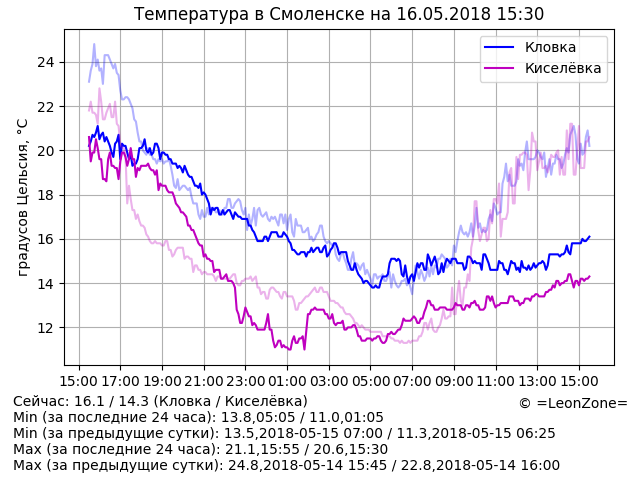 Температура в Смоленске на 16.05.2018 15:30
Кловка
Киселёвка
градусов Цельсия, °C
24
22
20
18
16
14
12
15:00 17:00 19:00 21:00 23:00 01:00 03:00 05:00 07:00 09:00 11:00 13:00 15:00
Сейчас: 16.1 / 14.3 (Кловка / Киселёвка)
© =LeonZone=
Min (за последние 24 часа): 13.8,05:05 / 11.0,01:05
Min (за предыдущие сутки): 13.5,2018-05-15 07:00 / 11.3,2018-05-15 06:25
Max (за последние 24 часа): 21.1,15:55 / 20.6,15:30
Max (за предыдущие сутки): 24.8,2018-05-14 15:45 / 22.8,2018-05-14 16:00